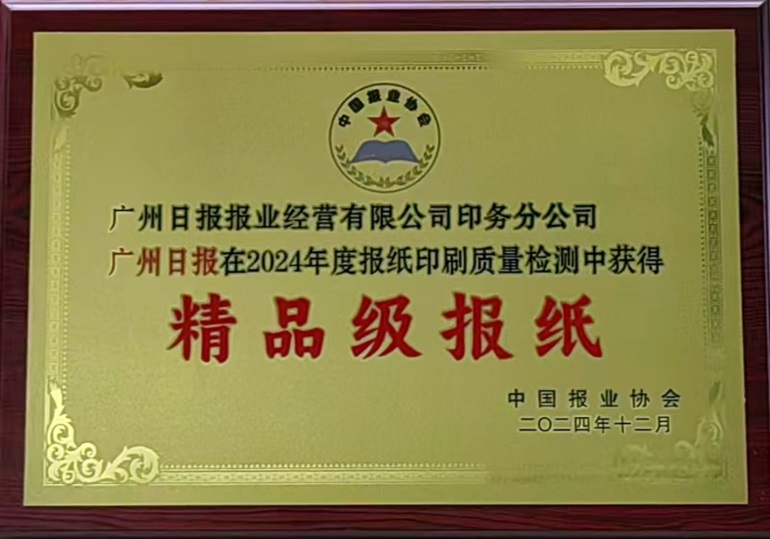 中国报业协会
广州日报报业经营有限公司印务分公司
广州日报在2024年度报纸印刷质量检测中获得
精品级报纸
中国报业协会
二〇二四年十二月